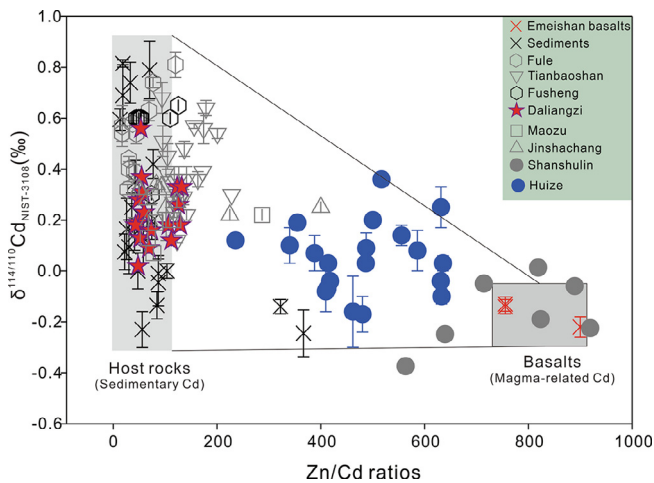 δ114/110CdNIST-3108(‰)
1.0
0.8
0.6
0.4
0.2
0.0
-0.2
-0.4
-0.6
Emeishan basalts
Sediments
Fule
Tianbaoshan
Fusheng
Daliangzi
Maozu
Jinshachang
Shanshulin
Huize
Host rocks
(Sedimentary Cd)
Basalts
(Magma-related Cd)
0 200 400 600 800 1000
Zn/Cd ratios